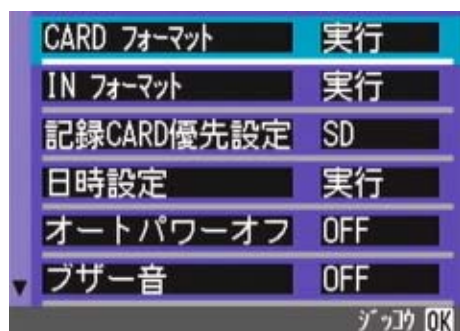 CARD ﾌｫｰﾏｯﾄ 実行
IN ﾌｫｰﾏｯﾄ 実行
記録CARD優先設定 SD
日時設定 実行
オートパワーオフ OFF
ブザー音 OFF
ｼﾞｯｺｳ OK